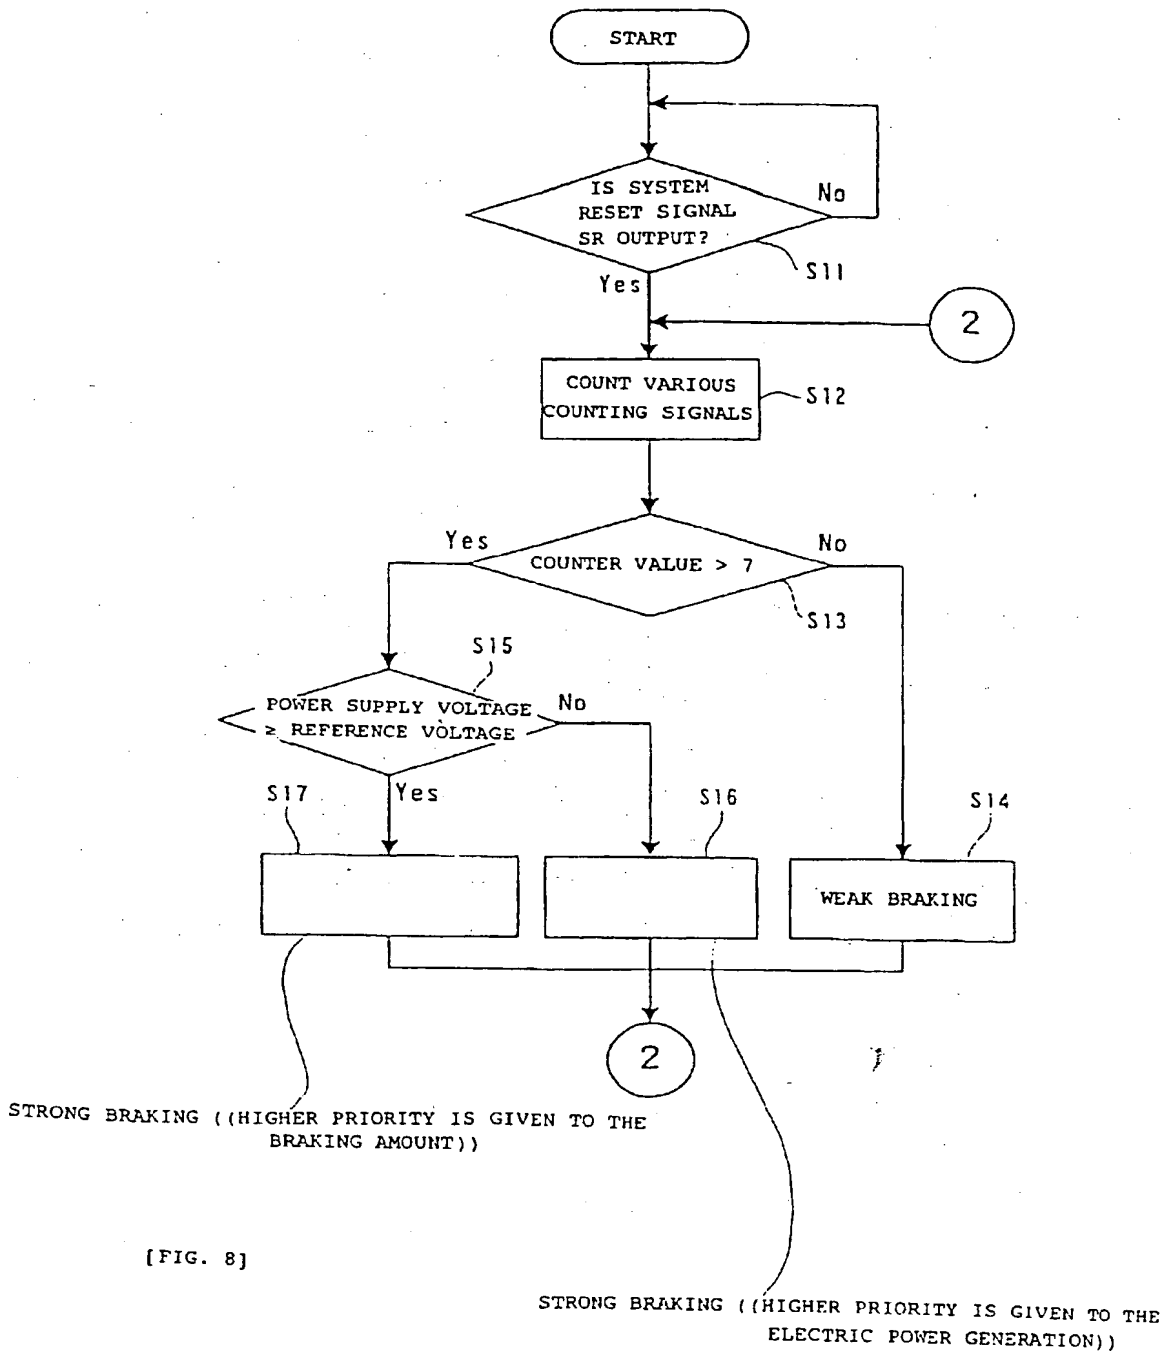 START
IS SYSTEM
RESET SIGNAL
SR OUTPUT?
No
S11
Yes
2
COUNT VARIOUS
COUNTING SIGNALS
S12
Yes
COUNTER VALUE > 7
No
S13
S15
POWER SUPPLY VOLTAGE
≥ REFERENCE VOLTAGE
No
Yes
S17
S16
S14
WEAK BRAKING
2
STRONG BRAKING ((HIGHER PRIORITY IS GIVEN TO THE
BRAKING AMOUNT))
[FIG. 8]
STRONG BRAKING ((HIGHER PRIORITY IS GIVEN TO THE
ELECTRIC POWER GENERATION))